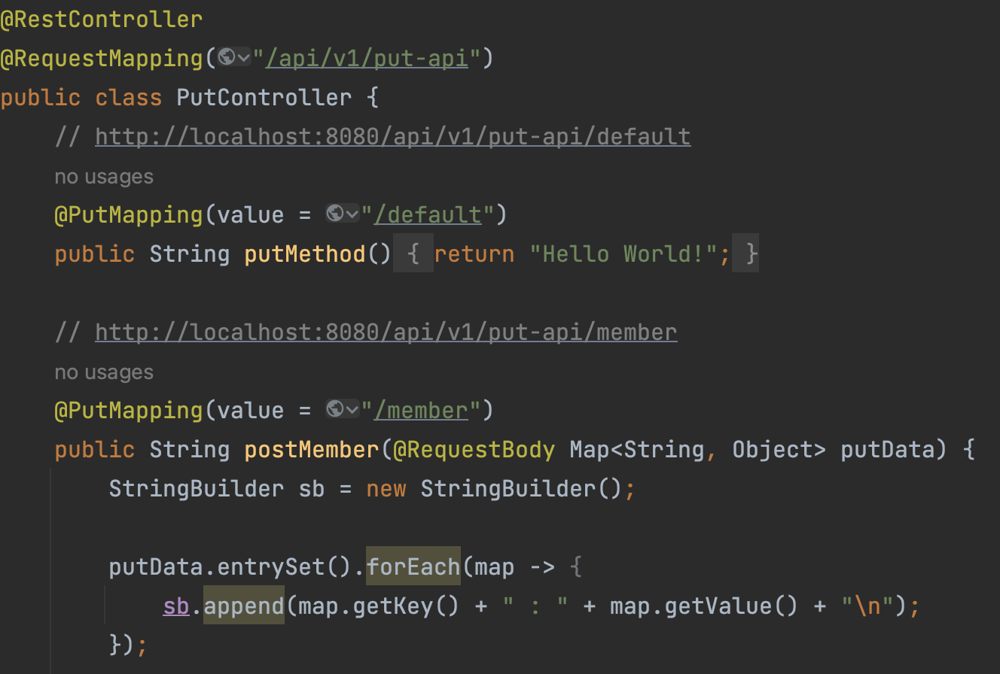 @RestController
@RequestMapping("/api/v1/put-api")
public class PutController {
// http://localhost:8080/api/v1/put-api/default
no usages
@PutMapping(value = "/default")
public String putMethod() { return "Hello World!"; }
// http://localhost:8080/api/v1/put-api/member
no usages
@PutMapping(value = "/member")
public String postMember(@RequestBody Map<String, Object> putData) {
StringBuilder sb = new StringBuilder();
putData.entrySet().forEach(map -> {
sb.append(map.getKey() + " : " + map.getValue() + "\n");
});